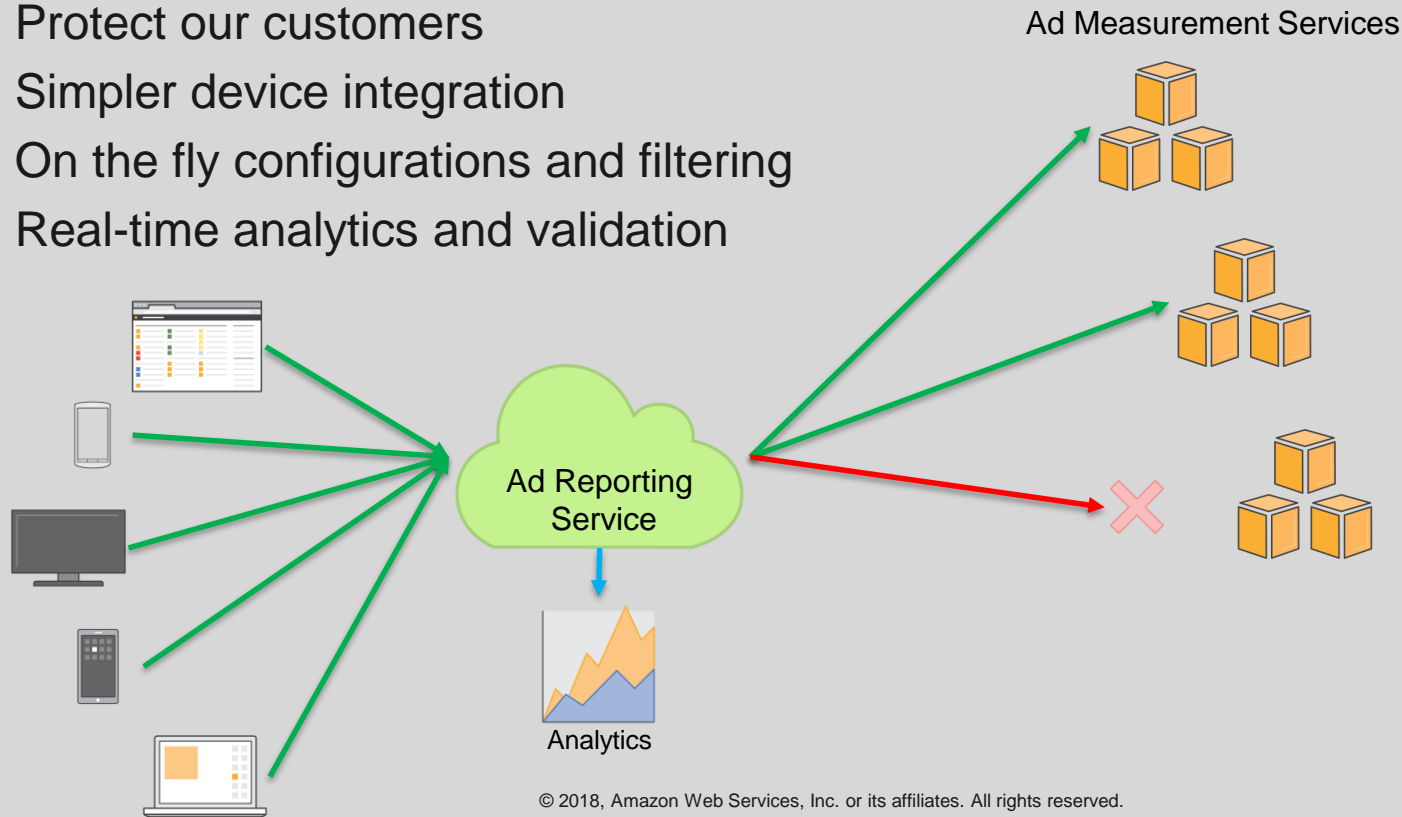 Protect our customers
Ad Measurement Services
Simpler device integration
On the fly configurations and filtering
Real-time analytics and validation
Ad Reporting
Service
Analytics
© 2018, Amazon Web Services, Inc. or its affiliates. All rights reserved.